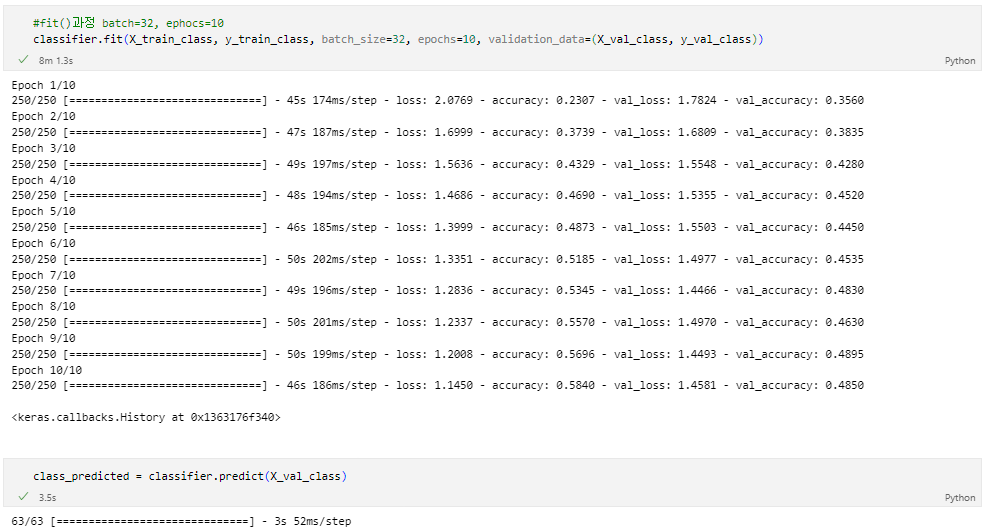 #fit()과정 batch=32, ephocs=10
classifier.fit(X_train_class, y_train_class, batch_size=32, epochs=10, validation_data=(X_val_class, y_val_class))
✓ 8m 1.3s Python
Epoch 1/10
250/250 [==============================] - 45s 174ms/step - loss: 2.0769 - accuracy: 0.2307 - val_loss: 1.7824 - val_accuracy: 0.3560
Epoch 2/10
250/250 [==============================] - 47s 187ms/step - loss: 1.6999 - accuracy: 0.3739 - val_loss: 1.6809 - val_accuracy: 0.3835
Epoch 3/10
250/250 [==============================] - 49s 197ms/step - loss: 1.5636 - accuracy: 0.4329 - val_loss: 1.5548 - val_accuracy: 0.4280
Epoch 4/10
250/250 [==============================] - 48s 194ms/step - loss: 1.4686 - accuracy: 0.4690 - val_loss: 1.5355 - val_accuracy: 0.4520
Epoch 5/10
250/250 [==============================] - 46s 185ms/step - loss: 1.3999 - accuracy: 0.4873 - val_loss: 1.5503 - val_accuracy: 0.4450
Epoch 6/10
250/250 [==============================] - 50s 202ms/step - loss: 1.3351 - accuracy: 0.5185 - val_loss: 1.4977 - val_accuracy: 0.4535
Epoch 7/10
250/250 [==============================] - 49s 196ms/step - loss: 1.2836 - accuracy: 0.5345 - val_loss: 1.4466 - val_accuracy: 0.4830
Epoch 8/10
250/250 [==============================] - 50s 201ms/step - loss: 1.2337 - accuracy: 0.5570 - val_loss: 1.4970 - val_accuracy: 0.4630
Epoch 9/10
250/250 [==============================] - 50s 199ms/step - loss: 1.2008 - accuracy: 0.5696 - val_loss: 1.4493 - val_accuracy: 0.4895
Epoch 10/10
250/250 [==============================] - 46s 186ms/step - loss: 1.1450 - accuracy: 0.5840 - val_loss: 1.4581 - val_accuracy: 0.4850
<keras.callbacks.History at 0x1363176f340>
class_predicted = classifier.predict(X_val_class)
✓ 3.5s Python
63/63 [==============================] - 3s 52ms/step